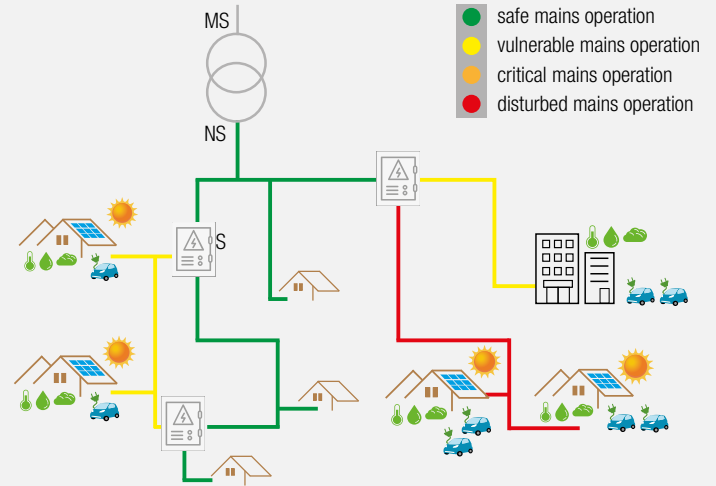 MS
safe mains operation
vulnerable mains operation
critical mains operation
disturbed mains operation
NS
S